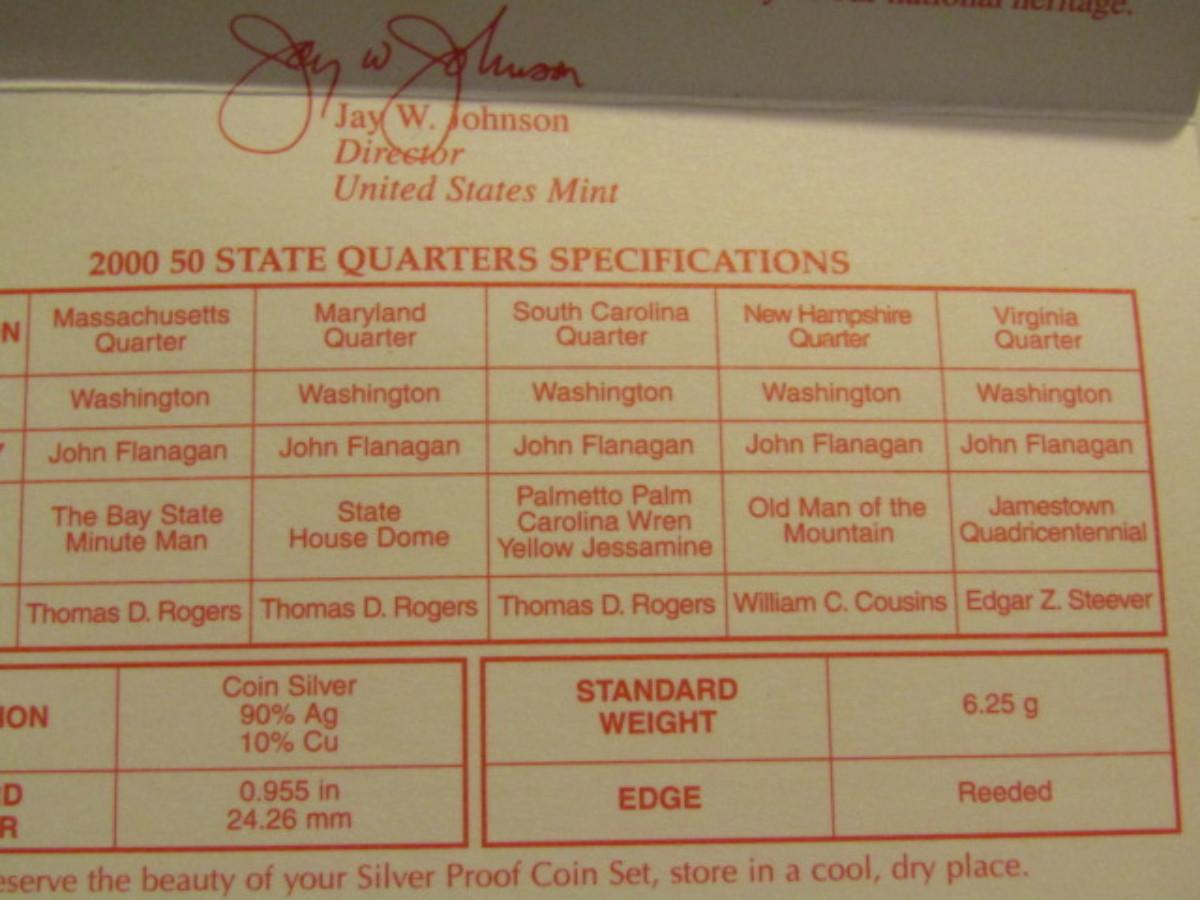 national heritage.
Jay W Johnson
Jay W. Johnson
Director
United States Mint
2000 50 STATE QUARTERS SPECIFICATIONS
N Massachusetts Quarter Maryland Quarter South Carolina Quarter New Hampshire Quarter Virginia Quarter
Washington Washington Washington Washington Washington
John Flanagan John Flanagan John Flanagan John Flanagan John Flanagan
The Bay State Minute Man State House Dome Palmetto Palm Carolina Wren Yellow Jessamine Old Man of the Mountain Jamestown Quadricentennial
Thomas D. Rogers Thomas D. Rogers Thomas D. Rogers William C. Cousins Edgar Z. Steever
ION Coin Silver 90% Ag 10% Cu STANDARD WEIGHT 6.25 g
D R 0.955 in 24.26 mm EDGE Reeded
eserve the beauty of your Silver Proof Coin Set, store in a cool, dry place.